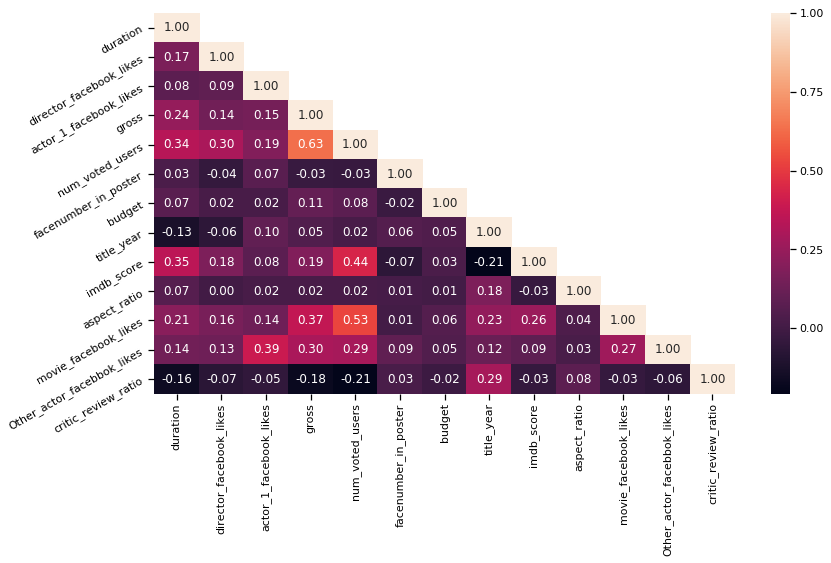 duration 1.00
director_facebook_likes 0.17 1.00
actor_1_facebook_likes 0.08 0.09 1.00
gross 0.24 0.14 0.15 1.00
num_voted_users 0.34 0.30 0.19 0.63 1.00
facenumber_in_poster 0.03 -0.04 0.07 -0.03 -0.03 1.00
budget 0.07 0.02 0.02 0.11 0.08 -0.02 1.00
title_year -0.13 -0.06 0.10 0.05 0.02 0.06 0.05 1.00
imdb_score 0.35 0.18 0.08 0.19 0.44 -0.07 0.03 -0.21 1.00
aspect_ratio 0.07 0.00 0.02 0.02 0.02 0.01 0.01 0.18 -0.03 1.00
movie_facebook_likes 0.21 0.16 0.14 0.37 0.53 0.01 0.06 0.23 0.26 0.04 1.00
Other_actor_facebbok_likes 0.14 0.13 0.39 0.30 0.29 0.09 0.05 0.12 0.09 0.03 0.27 1.00
critic_review_ratio -0.16 -0.07 -0.05 -0.18 -0.21 0.03 -0.02 0.29 -0.03 0.08 -0.03 -0.06 1.00
duration
director_facebook_likes
actor_1_facebook_likes
gross
num_voted_users
facenumber_in_poster
budget
title_year
imdb_score
aspect_ratio
movie_facebook_likes
Other_actor_facebbok_likes
critic_review_ratio
1.00
0.75
0.50
0.25
0.00